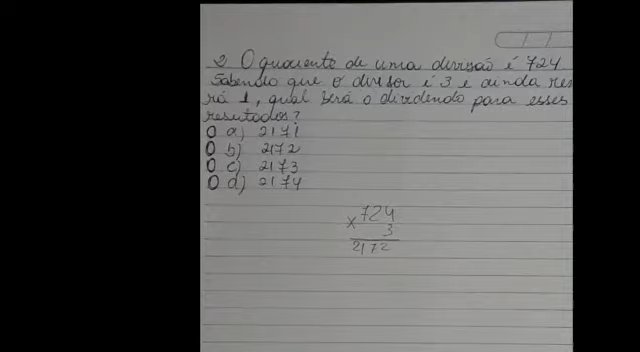 2 O quociente de uma divisão é 724
Sabendo que o divisor é 3 e ainda res
rá 1, qual será o dividendo para esses
resultados?
O a) 2171
O b) 2172
O c) 2173
O d) 2174
724
x 3
2172